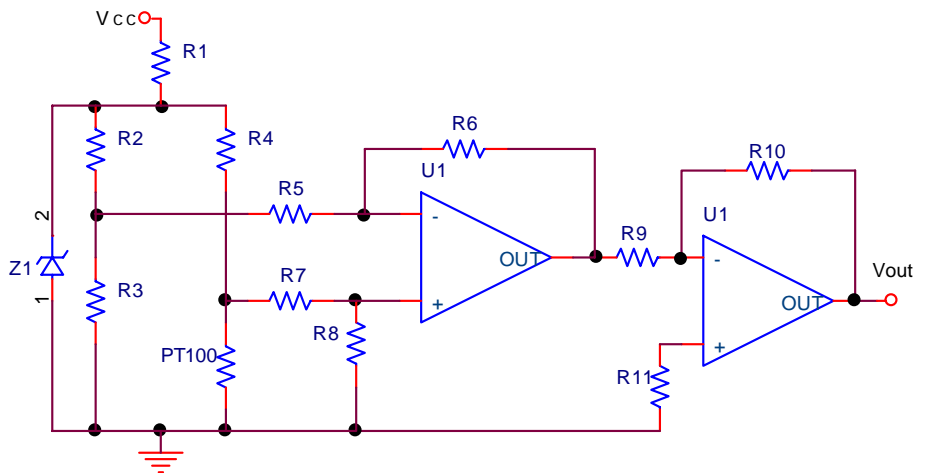 Vcc
R1
R2
R4
R6
R10
U1
R5
U1
2
-
R9
-
Z1
OUT
Vout
R7
R3
1
+
OUT
R8
PT100
+
R11